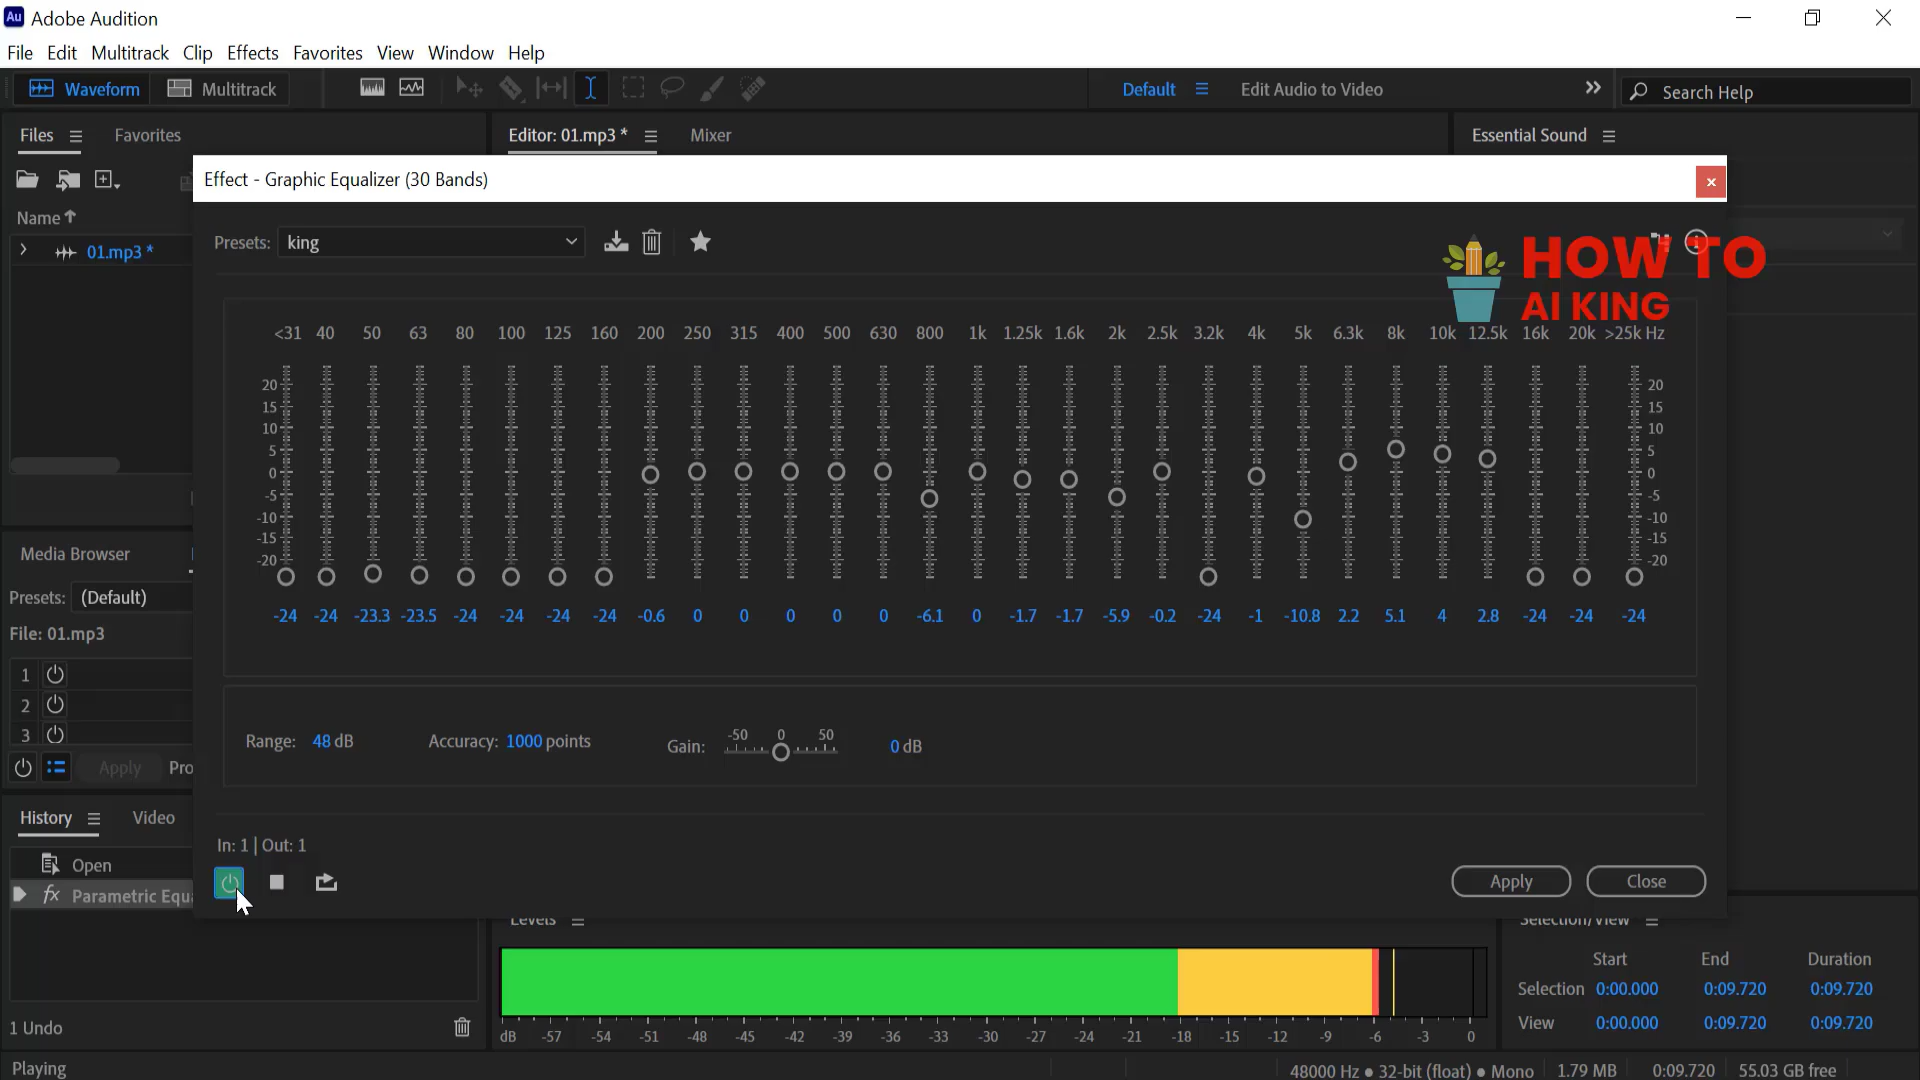 Au Adobe Audition
File Edit Multitrack Clip Effects Favorites View Window Help
Waveform Multitrack Default Edit Audio to Video Search Help
Files Favorites Editor: 01.mp3 * Mixer Essential Sound
Effect - Graphic Equalizer (30 Bands)
Name
Presets: king
01.mp3 *
HOW TO
AI KING
<31 40 50 63 80 100 125 160 200 250 315 400 500 630 800 1k 1.25k 1.6k 2k 2.5k 3.2k 4k 5k 6.3k 8k 10k 12.5k 16k 20k >25k Hz
20 20
15 15
10 10
5 5
0 0
-5 -5
-10 -10
-15 -15
-20 -20
Media Browser
-24 -24 -23.3 -23.5 -24 -24 -24 -24 -0.6 0 0 0 0 0 -6.1 0 -1.7 -1.7 -5.9 -0.2 -24 -1 -10.8 2.2 5.1 4 2.8 -24 -24 -24
Presets: (Default)
File: 01.mp3
1
2
3
Range: 48 dB Accuracy: 1000 points Gain: -50 0 50 0 dB
Apply Pro
History Video
In: 1 | Out: 1
Open
Parametric Equa
Apply Close
Levels Selection/View
Start End Duration
Selection 0:00.000 0:09.720 0:09.720
View 0:00.000 0:09.720 0:09.720
1 Undo
dB -57 -54 -51 -48 -45 -42 -39 -36 -33 -30 -27 -24 -21 -18 -15 -12 -9 -6 -3 0
Playing 48000 Hz ● 32-bit (float) ● Mono 1.79 MB 0:09.720 55.03 GB free